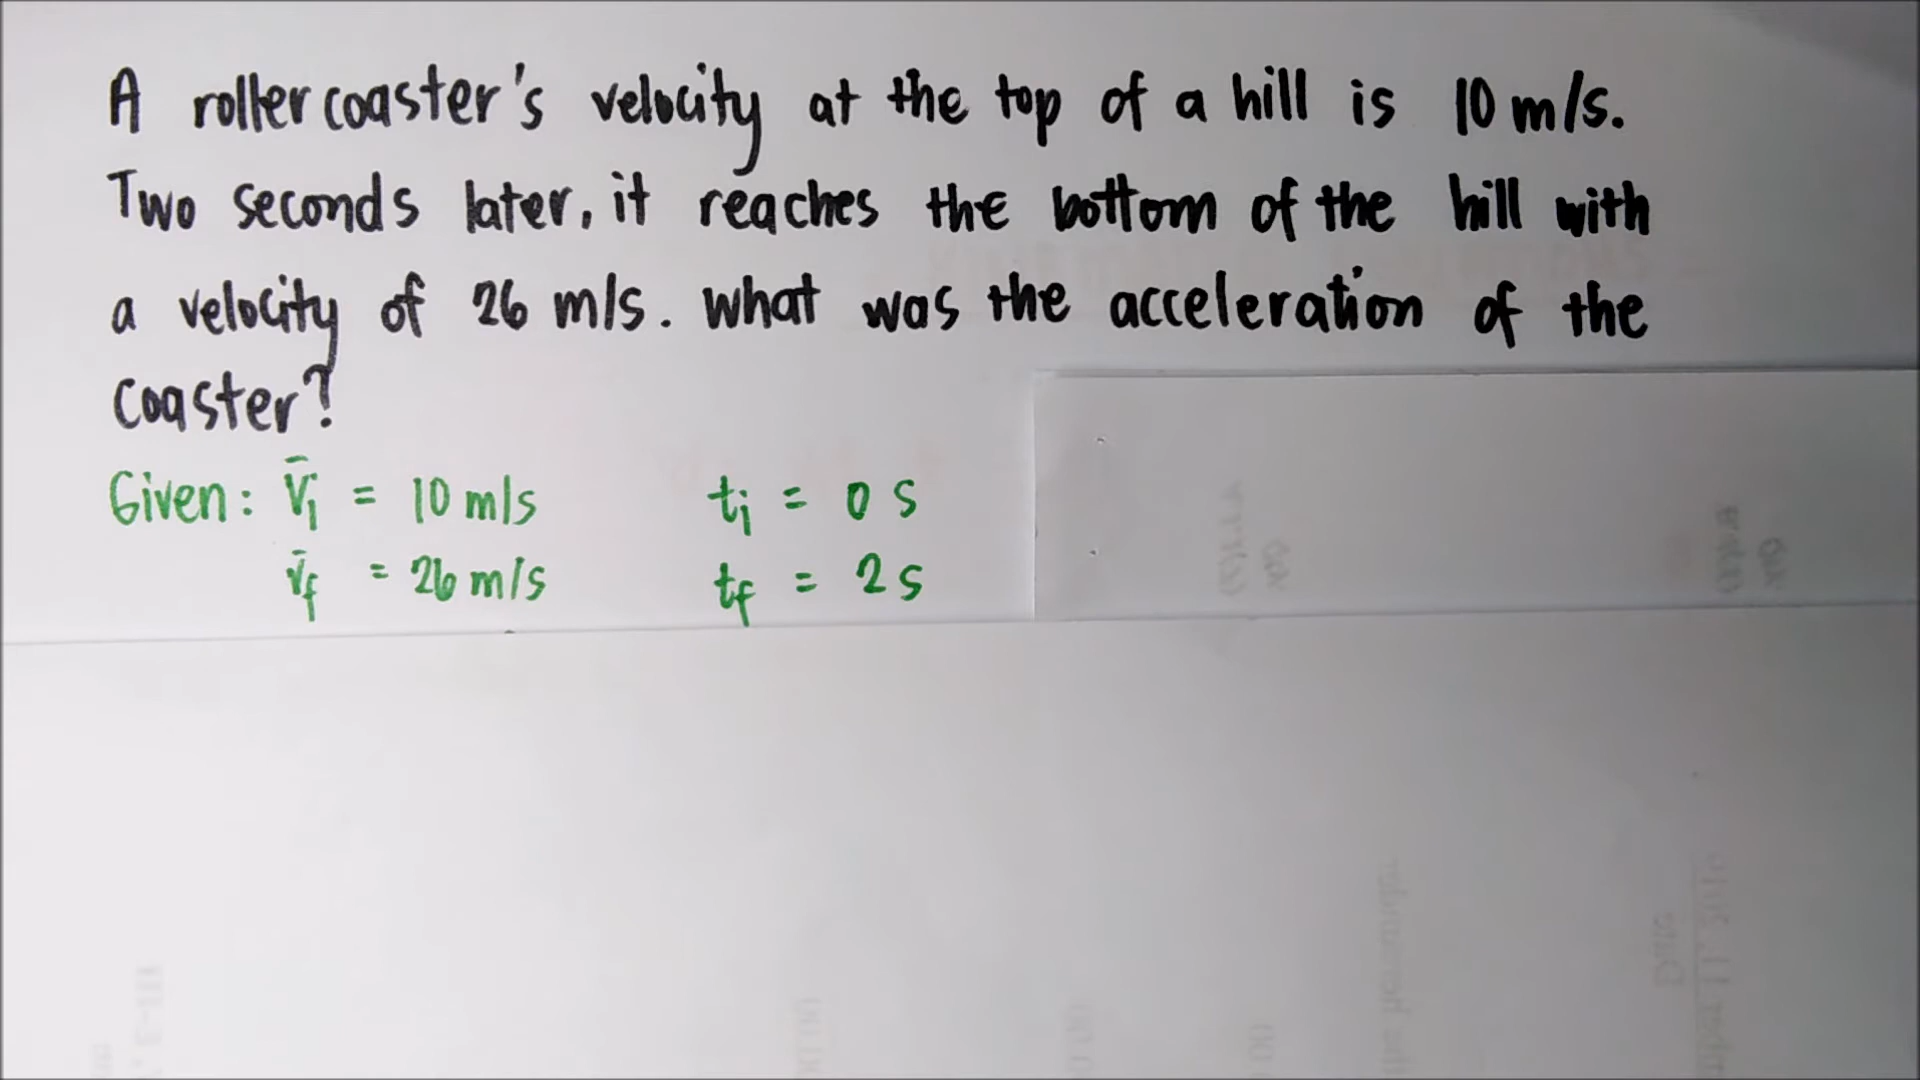 A roller coaster's velocity at the top of a hill is 10 m/s.
Two seconds later, it reaches the bottom of the hill with
a velocity of 26 m/s. What was the acceleration of the
coaster?
Given: v̄i = 10 m/s ti = 0 s
v̄f = 26 m/s tf = 2 s